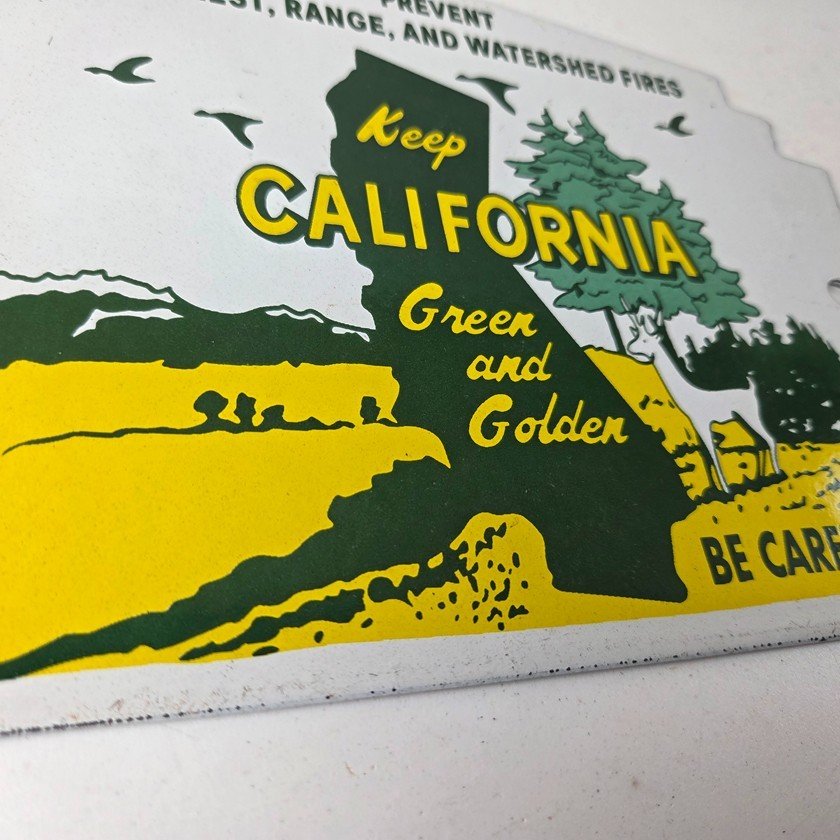 PREVENT
RANGE, AND WATERSHED FIRES
Keep
CALIFORNIA
Green
and
Golden
BE CARE